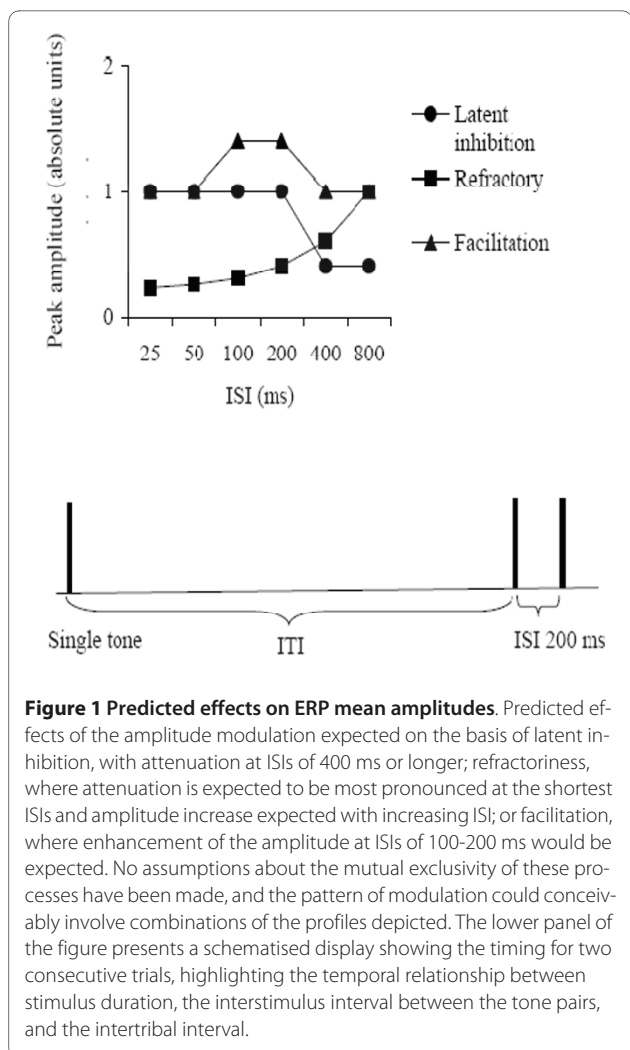 Peak amplitude (absolute units)
2
1
0
25 50 100 200 400 800
ISI (ms)
Latent
inhibition
Refractory
Facilitation
Single tone
ITI
ISI 200 ms
Figure 1 Predicted effects on ERP mean amplitudes. Predicted ef-
fects of the amplitude modulation expected on the basis of latent in-
hibition, with attenuation at ISIs of 400 ms or longer; refractoriness,
where attenuation is expected to be most pronounced at the shortest
ISIs and amplitude increase expected with increasing ISI; or facilitation,
where enhancement of the amplitude at ISIs of 100-200 ms would be
expected. No assumptions about the mutual exclusivity of these pro-
cesses have been made, and the pattern of modulation could conceiv-
ably involve combinations of the profiles depicted. The lower panel of
the figure presents a schematised display showing the timing for two
consecutive trials, highlighting the temporal relationship between
stimulus duration, the interstimulus interval between the tone pairs,
and the intertribal interval.